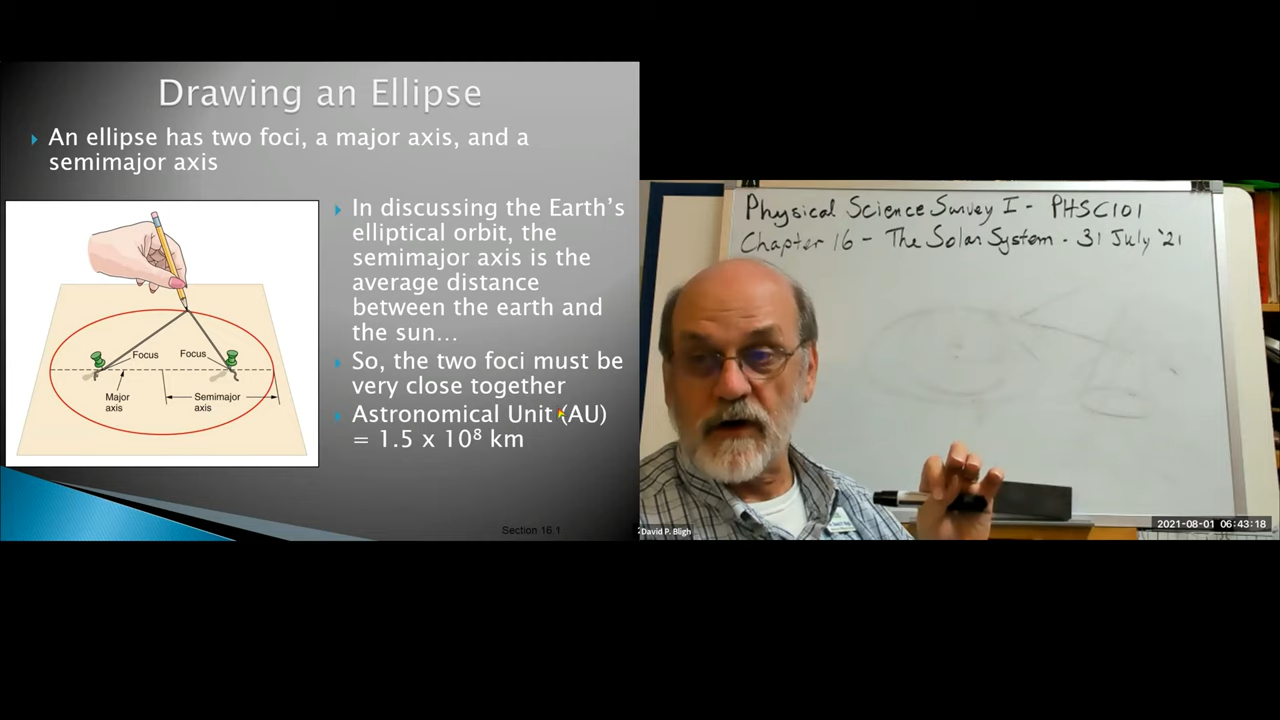 Drawing an Ellipse
An ellipse has two foci, a major axis, and a
semimajor axis
Focus
Focus
Major
axis
Semimajor
axis
In discussing the Earth's
elliptical orbit, the
semimajor axis is the
average distance
between the earth and
the sun...
So, the two foci must be
very close together
Astronomical Unit (AU)
= 1.5 x 10⁸ km
Section 16.1
Physical Science Survey I - PHSC101
Chapter 16 - The Solar System - 31 July '21
David P. Bligh
2021-08-01 06:43:18